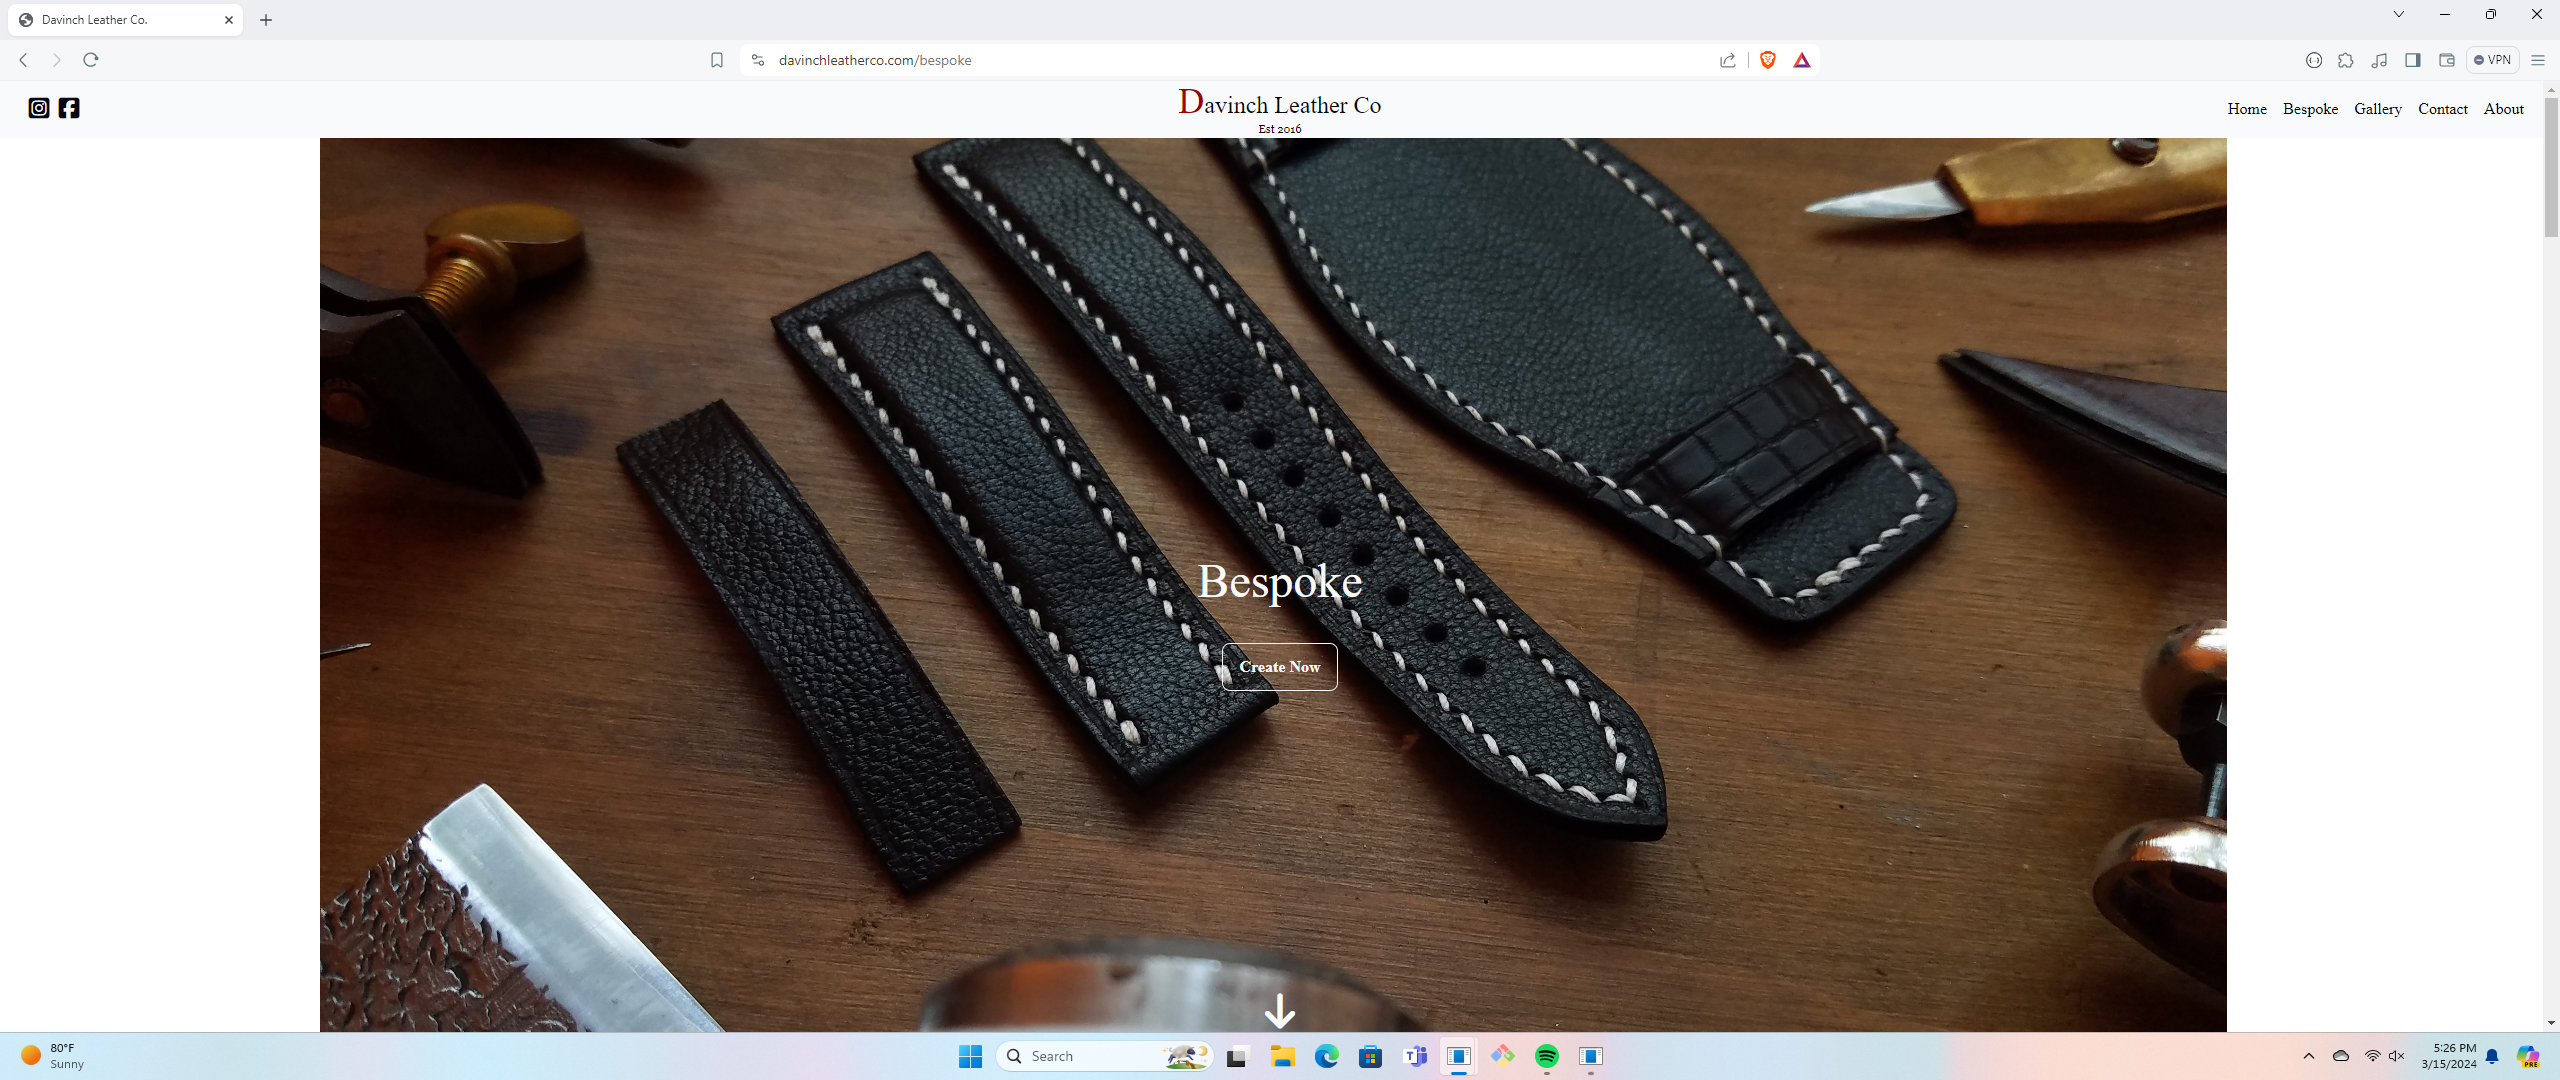 Davinch Leather Co.
davinchleatherco.com/bespoke
VPN
Davinch Leather Co
Est 2016
Home Bespoke Gallery Contact About
Bespoke
Create Now
80°F
Sunny
Search
5:26 PM
3/15/2024
PRE